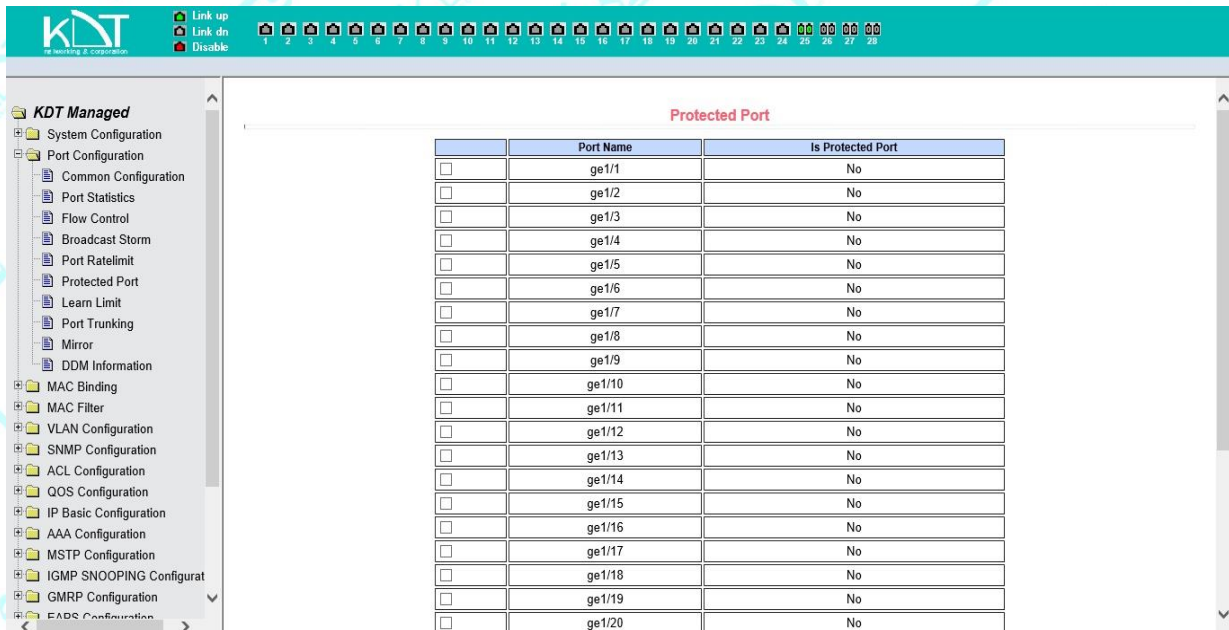 KDT
networking & corporation
Link up
Link dn
Disable
1 2 3 4 5 6 7 8 9 10 11 12 13 14 15 16 17 18 19 20 21 22 23 24 25 26 27 28
KDT Managed
System Configuration
Port Configuration
Common Configuration
Port Statistics
Flow Control
Broadcast Storm
Port Ratelimit
Protected Port
Learn Limit
Port Trunking
Mirror
DDM Information
MAC Binding
MAC Filter
VLAN Configuration
SNMP Configuration
ACL Configuration
QOS Configuration
IP Basic Configuration
AAA Configuration
MSTP Configuration
IGMP SNOOPING Configurat
GMRP Configuration
EAPS Configuration
Protected Port
Port Name Is Protected Port
ge1/1 No
ge1/2 No
ge1/3 No
ge1/4 No
ge1/5 No
ge1/6 No
ge1/7 No
ge1/8 No
ge1/9 No
ge1/10 No
ge1/11 No
ge1/12 No
ge1/13 No
ge1/14 No
ge1/15 No
ge1/16 No
ge1/17 No
ge1/18 No
ge1/19 No
ge1/20 No